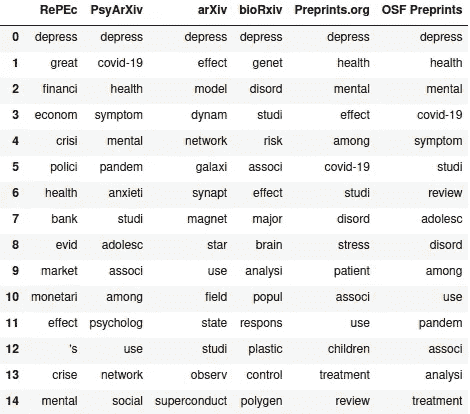 RePEc PsyArXiv arXiv bioRxiv Preprints.org OSF Preprints
0 depress depress depress depress depress depress
1 great covid-19 effect genet health health
2 financi health model disord mental mental
3 econom symptom dynam studi effect covid-19
4 crisi mental network risk among symptom
5 polici pandem galaxi associ covid-19 studi
6 health anxieti synapt effect studi review
7 bank studi magnet major disord adolesc
8 evid adolesc star brain stress disord
9 market associ use analysi patient among
10 monetari among field popul associ use
11 effect psycholog state respons use pandem
12 's use studi plastic children associ
13 crise network observ control treatment analysi
14 mental social superconduct polygen review treatment